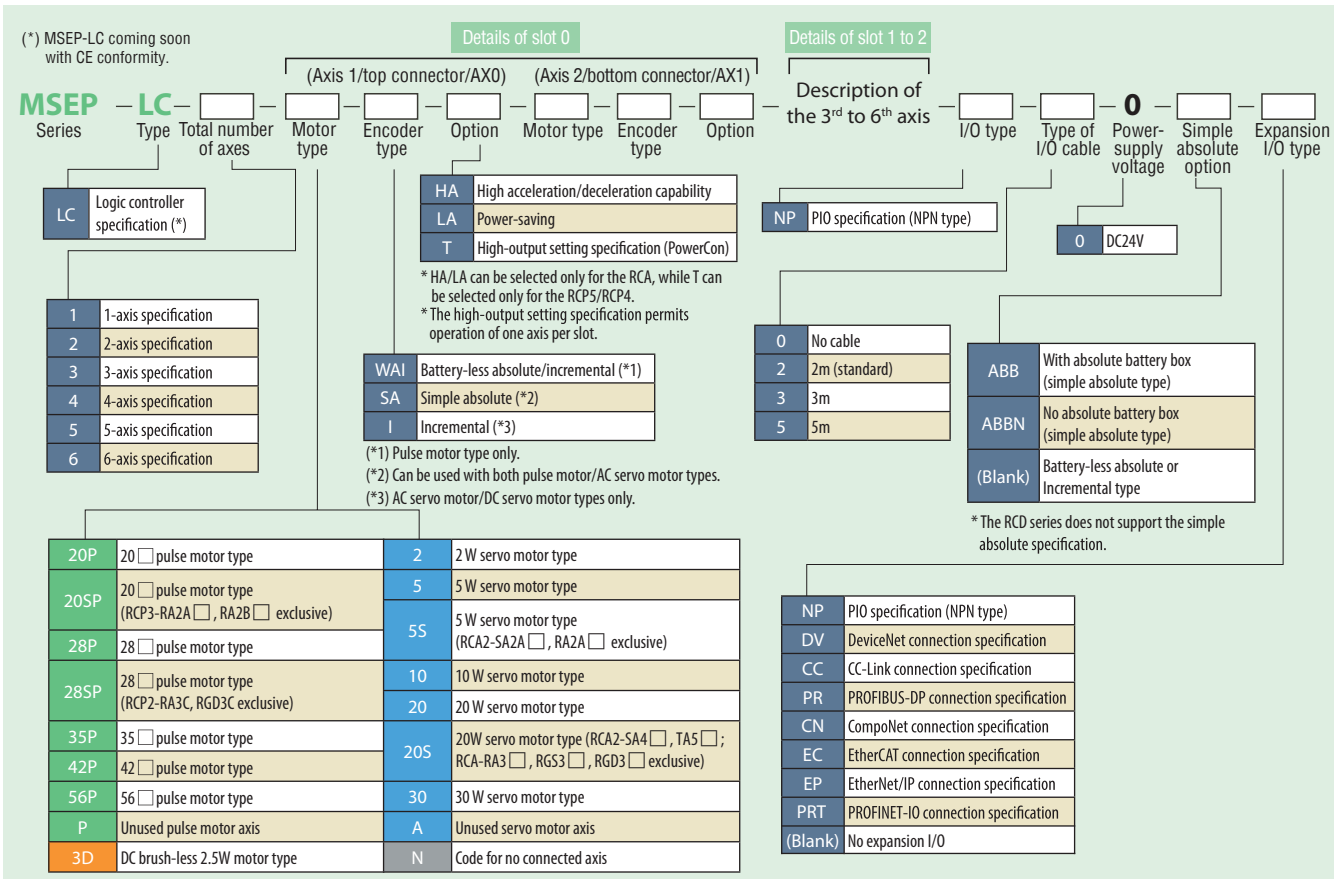 (*) MSEP-LC coming soon
with CE conformity.
Details of slot 0
Details of slot 1 to 2
(Axis 1/top connector/AX0)
(Axis 2/bottom connector/AX1)
Description of
the 3rd to 6th axis
MSEP – LC – – – – – – – – – – – 0 – –
Series
Type
Total number
of axes
Motor
type
Encoder
type
Option
Motor type
Encoder
type
Option
I/O type
Type of
I/O cable
Power-
supply
voltage
Simple
absolute
option
Expansion
I/O type
LC Logic controller
specification (*)
HA High acceleration/deceleration capability
LA Power-saving
T High-output setting specification (PowerCon)
* HA/LA can be selected only for the RCA, while T can
be selected only for the RCP5/RCP4.
* The high-output setting specification permits
operation of one axis per slot.
NP PIO specification (NPN type)
0 DC24V
1 1-axis specification
2 2-axis specification
3 3-axis specification
4 4-axis specification
5 5-axis specification
6 6-axis specification
WAI Battery-less absolute/incremental (*1)
SA Simple absolute (*2)
I Incremental (*3)
(*1) Pulse motor type only.
(*2) Can be used with both pulse motor/AC servo motor types.
(*3) AC servo motor/DC servo motor types only.
0 No cable
2 2m (standard)
3 3m
5 5m
ABB With absolute battery box
(simple absolute type)
ABBN No absolute battery box
(simple absolute type)
(Blank) Battery-less absolute or
Incremental type
* The RCD series does not support the simple
absolute specification.
20P 20 □ pulse motor type
20SP 20 □ pulse motor type
(RCP3-RA2A □ , RA2B □ exclusive)
28P 28 □ pulse motor type
28SP 28 □ pulse motor type
(RCP2-RA3C, RGD3C exclusive)
35P 35 □ pulse motor type
42P 42 □ pulse motor type
56P 56 □ pulse motor type
P Unused pulse motor axis
3D DC brush-less 2.5W motor type
2 2 W servo motor type
5 5 W servo motor type
5S 5 W servo motor type
(RCA2-SA2A □ , RA2A □ exclusive)
10 10 W servo motor type
20 20 W servo motor type
20S 20W servo motor type (RCA2-SA4 □ , TA5 □ ;
RCA-RA3 □ , RGS3 □ , RGD3 □ exclusive)
30 30 W servo motor type
A Unused servo motor axis
N Code for no connected axis
NP PIO specification (NPN type)
DV DeviceNet connection specification
CC CC-Link connection specification
PR PROFIBUS-DP connection specification
CN CompoNet connection specification
EC EtherCAT connection specification
EP EtherNet/IP connection specification
PRT PROFINET-IO connection specification
(Blank) No expansion I/O